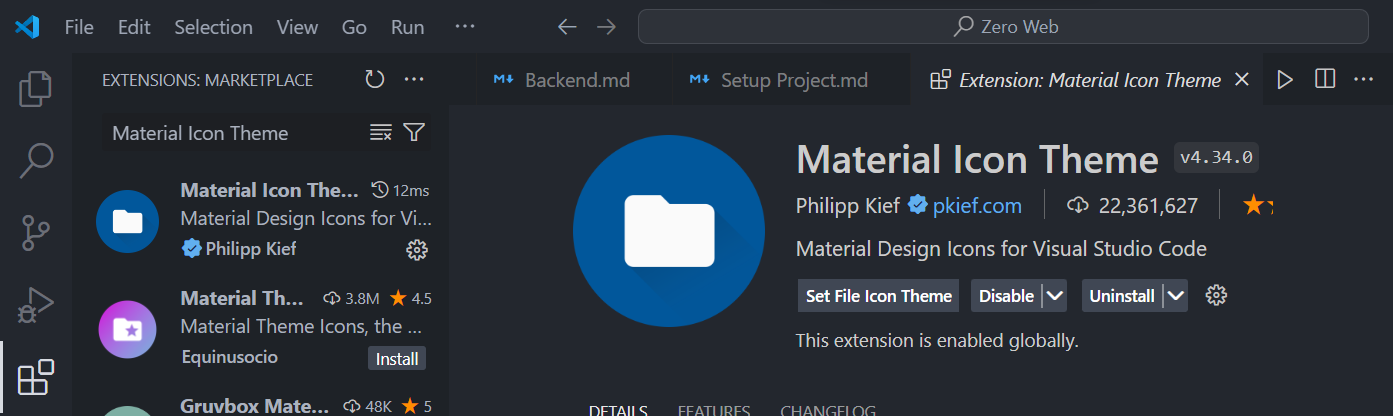 File Edit Selection View Go Run ··· Zero Web
EXTENSIONS: MARKETPLACE ···
Material Icon Theme
Material Icon The... 12ms
Material Design Icons for Vi...
Philipp Kief
Material Th... 3.8M 4.5
Material Theme Icons, the ...
Equinusocio Install
Gruvbox Mate... 48K 5
Backend.md Setup Project.md Extension: Material Icon Theme ···
Material Icon Theme v4.34.0
Philipp Kief pkief.com 22,361,627
Material Design Icons for Visual Studio Code
Set File Icon Theme Disable Uninstall
This extension is enabled globally.
DETAILS FEATURES CHANGELOG